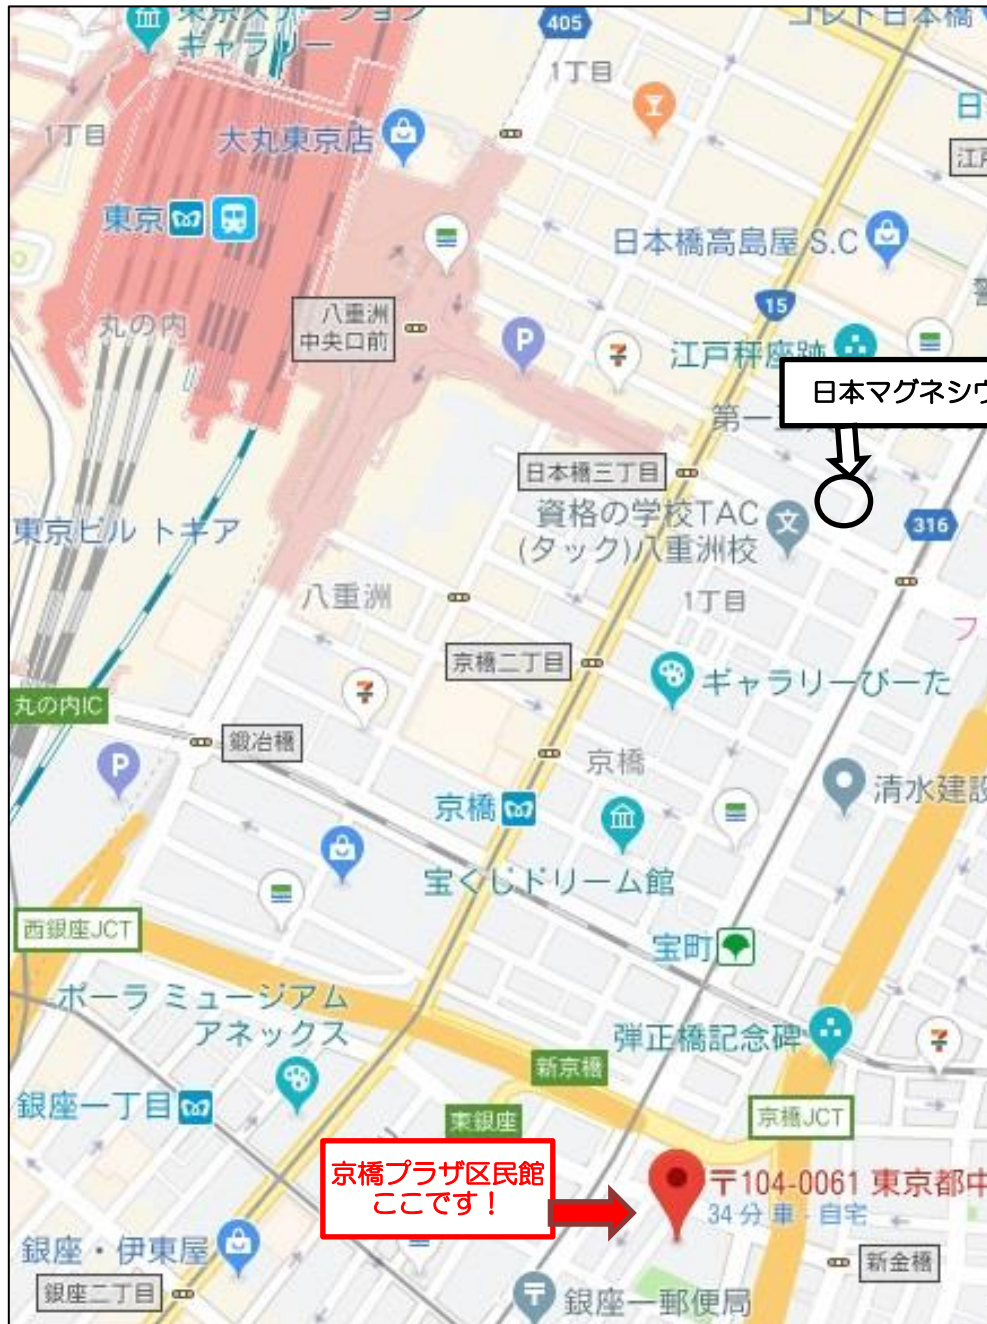 東京ステーション
ギャラリー
405
コレド日本橋
1丁目
1丁目
大丸東京店
東京
日本橋高島屋 S.C
15
八重洲
中央口前
丸の内
P
7
江戸秤座跡
日本マグネシウ
第一
日本橋三丁目
資格の学校TAC
(タック)八重洲校
文
316
東京ビル トキア
八重洲
1丁目
フ
京橋二丁目
ギャラリーびーた
7
丸の内IC
鍛冶橋
京橋
P
清水建設
京橋
宝くじドリーム館
西銀座JCT
宝町
ポーラ ミュージアム
アネックス
弾正橋記念碑
7
新京橋
銀座一丁目
東銀座
京橋JCT
京橋プラザ区民館
ここです！
〒104-0061 東京都中
34 分 車 - 自宅
銀座・伊東屋
新金橋
銀座二丁目
〒
銀座一郵便局